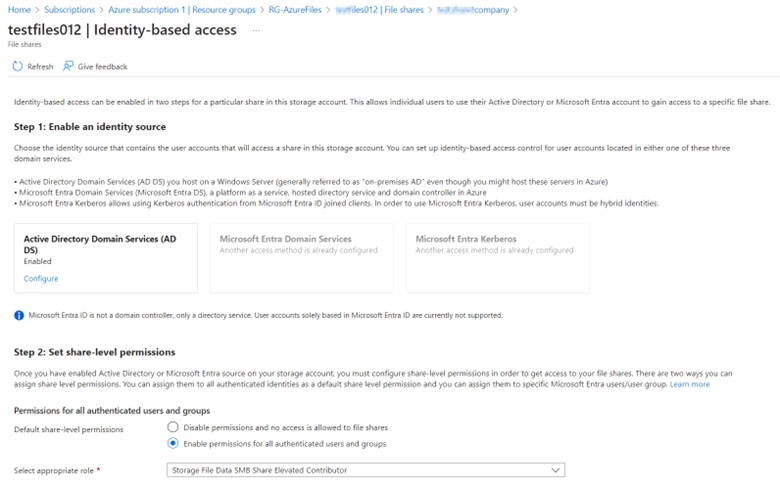 Home > Subscriptions > Azure subscription 1 | Resource groups > RG-AzureFiles > files012 | File shares > company >
testfiles012 | Identity-based access ...
File shares
Refresh Give feedback
Identity-based access can be enabled in two steps for a particular share in this storage account. This allows individual users to use their Active Directory or Microsoft Entra account to gain access to a specific file share.
Step 1: Enable an identity source
Choose the identity source that contains the user accounts that will access a share in this storage account. You can set up identity-based access control for user accounts located in either one of these three
domain services.
• Active Directory Domain Services (AD DS) you host on a Windows Server (generally referred to as "on-premises AD" even though you might host these servers in Azure)
• Microsoft Entra Domain Services (Microsoft Entra DS), a platform as a service, hosted directory service and domain controller in Azure
• Microsoft Entra Kerberos allows using Kerberos authentication from Microsoft Entra ID joined clients. In order to use Microsoft Entra Kerberos, user accounts must be hybrid identities.
Active Directory Domain Services (AD
DS)
Enabled
Configure
Microsoft Entra Domain Services
Another access method is already configured
Microsoft Entra Kerberos
Another access method is already configured
Microsoft Entra ID is not a domain controller, only a directory service. User accounts solely based in Microsoft Entra ID are currently not supported.
Step 2: Set share-level permissions
Once you have enabled Active Directory or Microsoft Entra source on your storage account, you must configure share-level permissions in order to get access to your file shares. There are two ways you can
assign share level permissions. You can assign them to all authenticated identities as a default share level permission and you can assign them to specific Microsoft Entra users/user group. Learn more
Permissions for all authenticated users and groups
Default share-level permissions
Disable permissions and no access is allowed to file shares
Enable permissions for all authenticated users and groups
Select appropriate role *
Storage File Data SMB Share Elevated Contributor